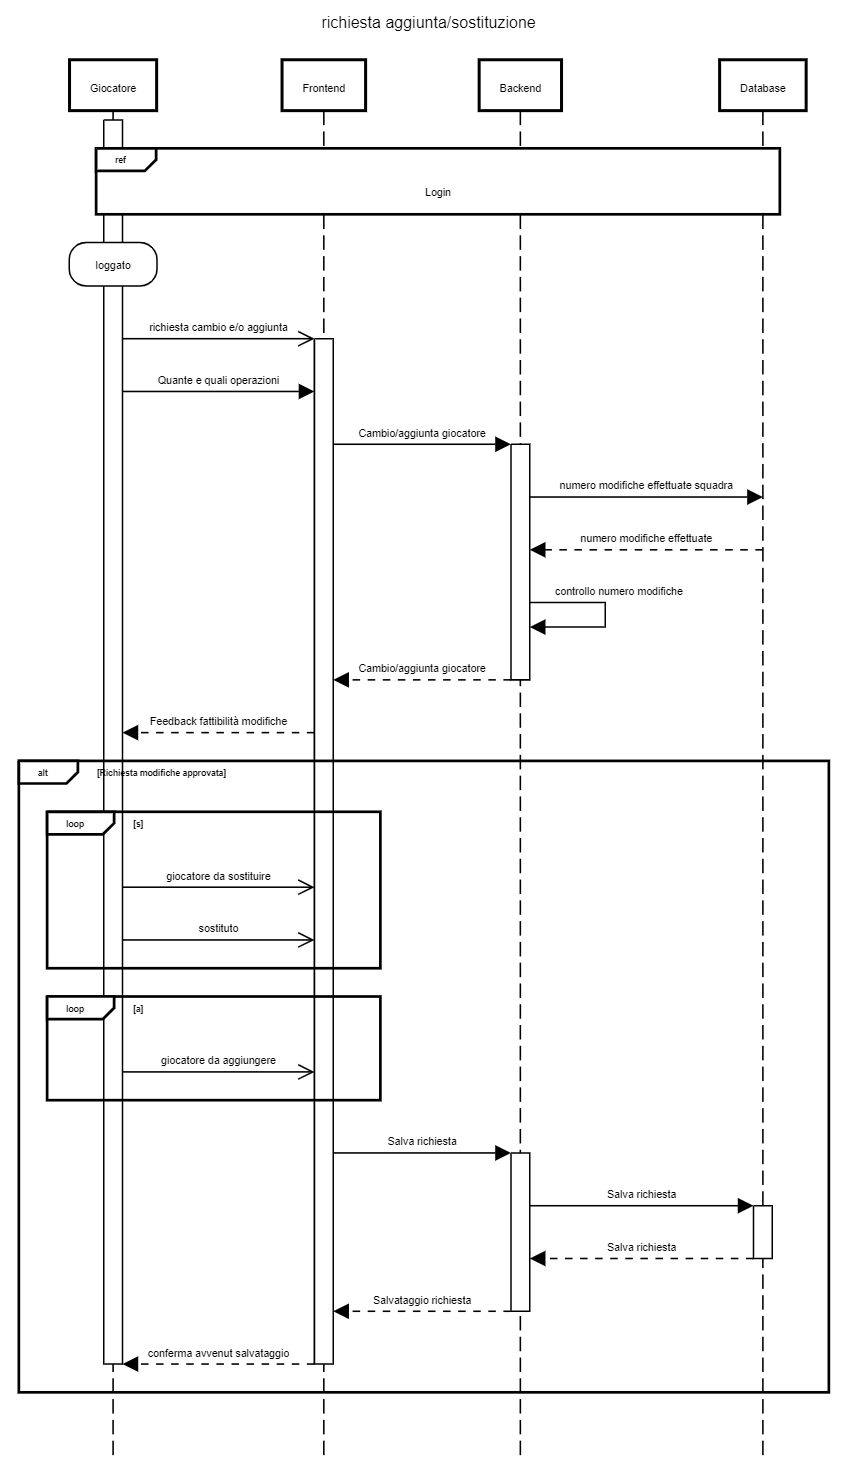 richiesta aggiunta/sostituzione
Giocatore
Frontend
Backend
Database
ref
Login
loggato
richiesta cambio e/o aggiunta
Quante e quali operazioni
Cambio/aggiunta giocatore
numero modifiche effettuate squadra
numero modifiche effettuate
controllo numero modifiche
Cambio/aggiunta giocatore
Feedback fattibilità modifiche
alt
[Richiesta modifiche approvata]
loop
[s]
giocatore da sostituire
sostituto
loop
[a]
giocatore da aggiungere
Salva richiesta
Salva richiesta
Salva richiesta
Salvataggio richiesta
conferma avvenut salvataggio